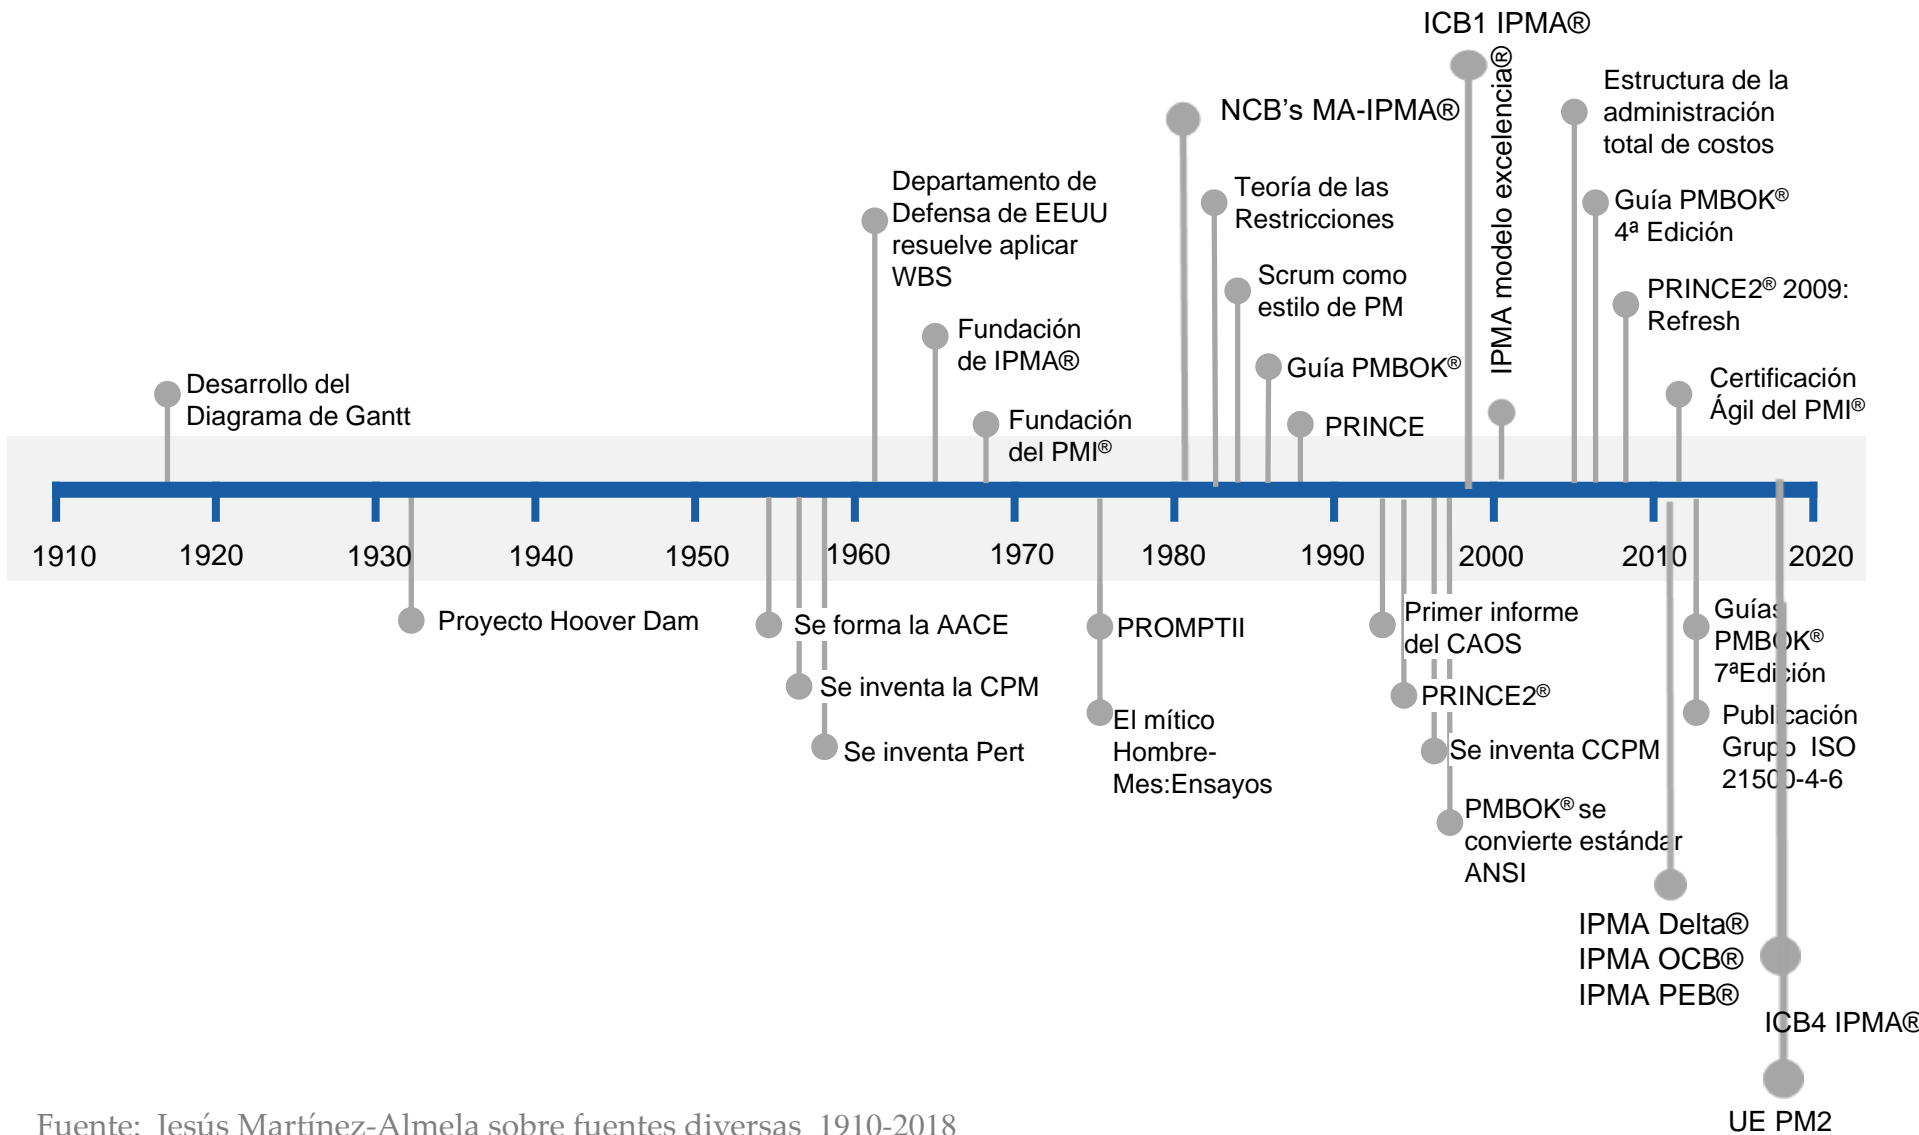 ICB1 IPMA®
IPMA modelo excelencia®
NCB's MA-IPMA®
Estructura de la
administración
total de costos
Departamento de
Defensa de EEUU
resuelve aplicar
WBS
Teoría de las
Restricciones
Guía PMBOK®
4ª Edición
Scrum como
estilo de PM
PRINCE2® 2009:
Refresh
Fundación
de IPMA®
Guía PMBOK®
Desarrollo del
Diagrama de Gantt
Certificación
Ágil del PMI®
Fundación
del PMI®
PRINCE
1910
1920
1930
1940
1950
1960
1970
1980
1990
2000
2010
2020
Proyecto Hoover Dam
Se forma la AACE
PROMPTII
Primer informe
del CAOS
Guías
PMBOK®
7ªEdición
Se inventa la CPM
PRINCE2®
El mítico
Hombre-
Mes:Ensayos
Publicación
Grupo ISO
21500-4-6
Se inventa Pert
Se inventa CCPM
PMBOK® se
convierte estándar
ANSI
IPMA Delta®
IPMA OCB®
IPMA PEB®
ICB4 IPMA®
UE PM2
Fuente: Jesús Martínez-Almela sobre fuentes diversas 1910-2018